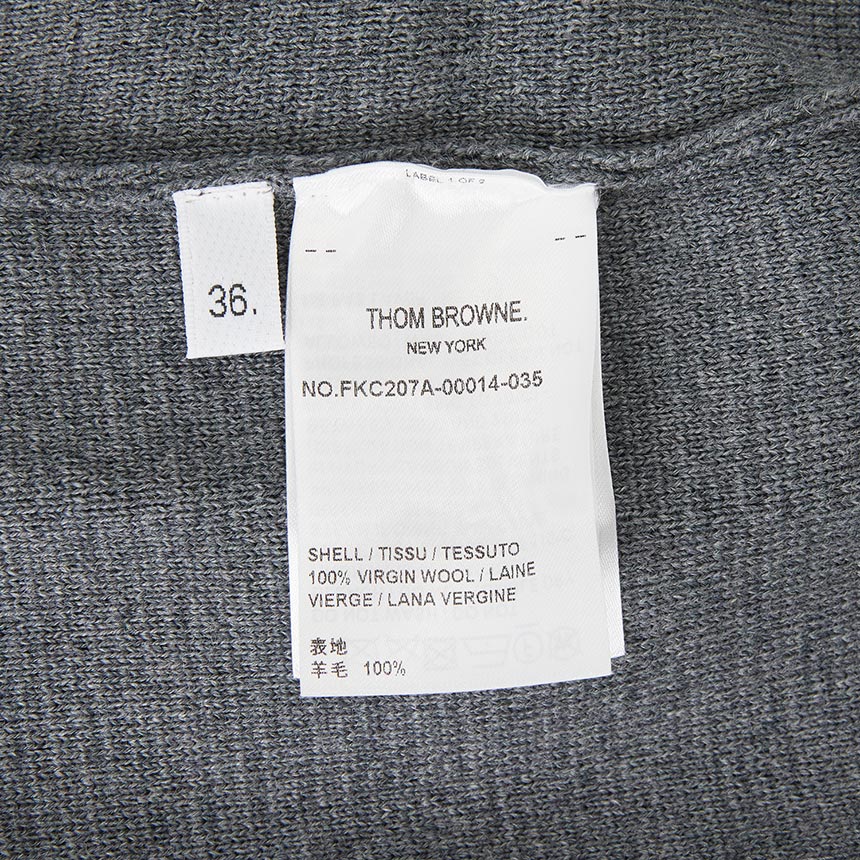 LABEL 1 OF 2
36.
THOM BROWNE.
NEW YORK
NO.FKC207A-00014-035
SHELL / TISSU / TESSUTO
100% VIRGIN WOOL / LAINE
VIERGE / LANA VERGINE
表地
羊毛 100%